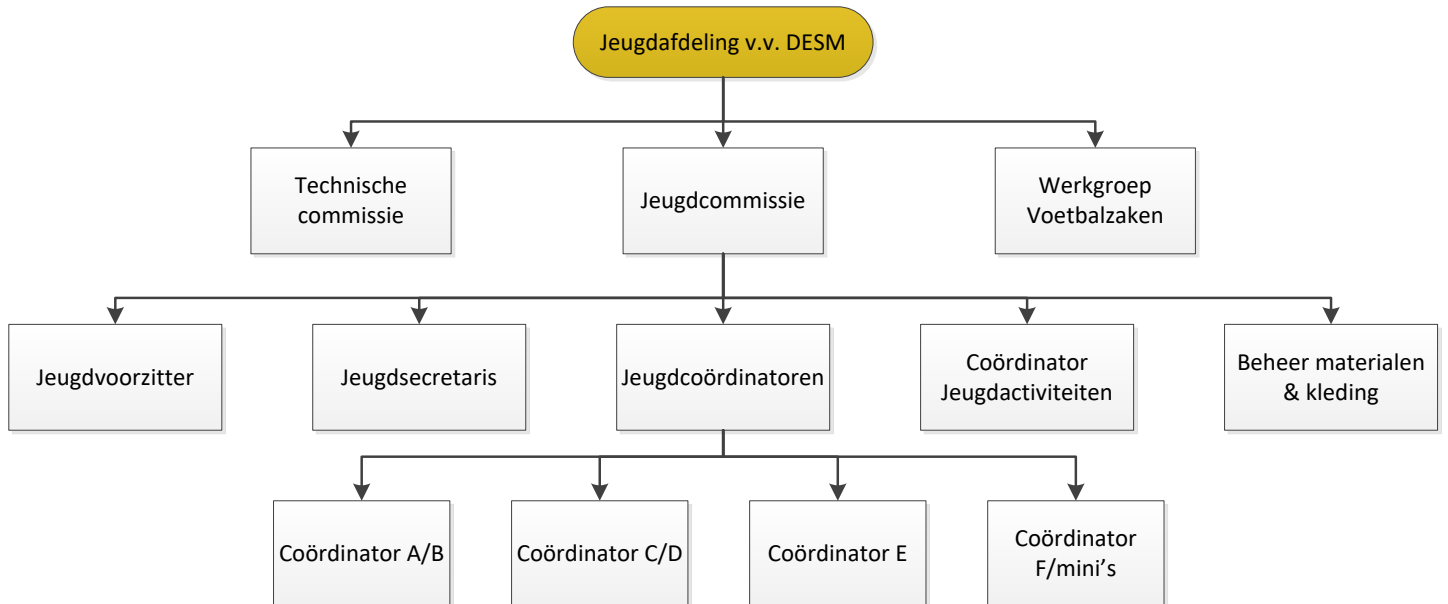 Jeugdafdeling v.v. DESM
Technische
commissie
Jeugdcommissie
Werkgroep
Voetbalzaken
Jeugdvoorzitter
Jeugdsecretaris
Jeugdcoördinatoren
Coördinator
Jeugdactiviteiten
Beheer materialen
& kleding
Coördinator A/B
Coördinator C/D
Coördinator E
Coördinator
F/mini’s